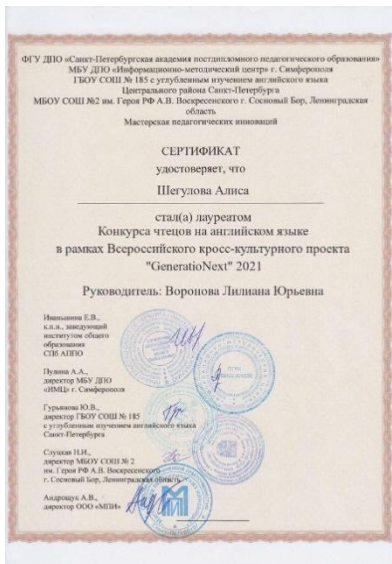 ФГУ ДПО «Санкт-Петербургская академия постдипломного педагогического образования»
МБУ ДПО «Информационно-методический центр» г. Симферополя
ГБОУ СОШ № 185 с углубленным изучением английского языка
Центрального района Санкт-Петербурга
МБОУ СОШ №2 им. Героя РФ А.В. Воскресенского г. Сосновый Бор, Ленинградская
область
Мастерская педагогических инноваций
СЕРТИФИКАТ
удостоверяет, что
Шегулова Алиса
стал(а) лауреатом
Конкурса чтецов на английском языке
в рамках Всероссийского кросс-культурного проекта
"GeneratioNext" 2021
Руководитель: Воронова Лилиана Юрьевна
Иваньшина Е.В.,
к.п.н., заведующий
институтом общего
образования
СПб АППО
Пузина А.А.,
директор МБУ ДПО
«ИМЦ» г. Симферополя
Гурьянова Ю.В.,
директор ГБОУ СОШ № 185
с углубленным изучением английского языка
Санкт-Петербурга
Слуцкая Н.И.,
директор МБОУ СОШ № 2
им. Героя РФ А.В. Воскресенского
г. Сосновый Бор, Ленинградская область
Андрощук А.В.,
директор ООО «МПИ»